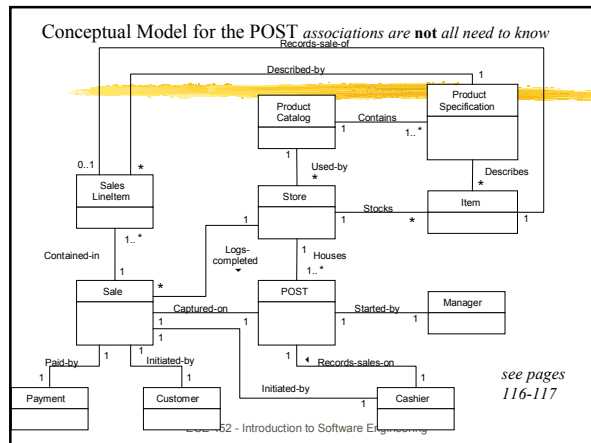 Conceptual Model for the POST associations are not all need to know
Records-sale-of
Described-by
1
Product
Catalog
Contains
1
1..*
Product
Specification
0..1
*
1
Used-by
*
Describes
*
Sales
LineItem
Store
1
Stocks
*
Item
1
1..*
Contained-in
1
Logs-
completed
1
Houses
1..*
Sale
*
Captured-on
1
1
POST
Started-by
1
1
Manager
1
1
1
1
Paid-by
Initiated-by
1
Records-sales-on
1
1
1
Initiated-by
1
Payment
Customer
Cashier
see pages
116-117
- Introduction to Software Engineering